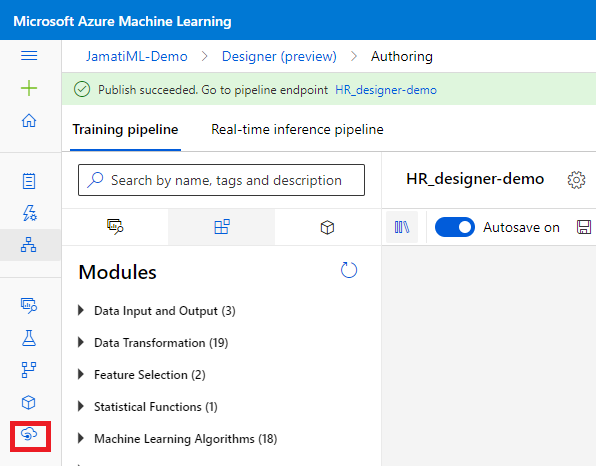 Microsoft Azure Machine Learning
JamatiML-Demo > Designer (preview) > Authoring
Publish succeeded. Go to pipeline endpoint HR_designer-demo
Training pipeline Real-time inference pipeline
Search by name, tags and description
HR_designer-demo
Autosave on
Modules
Data Input and Output (3)
Data Transformation (19)
Feature Selection (2)
Statistical Functions (1)
Machine Learning Algorithms (18)